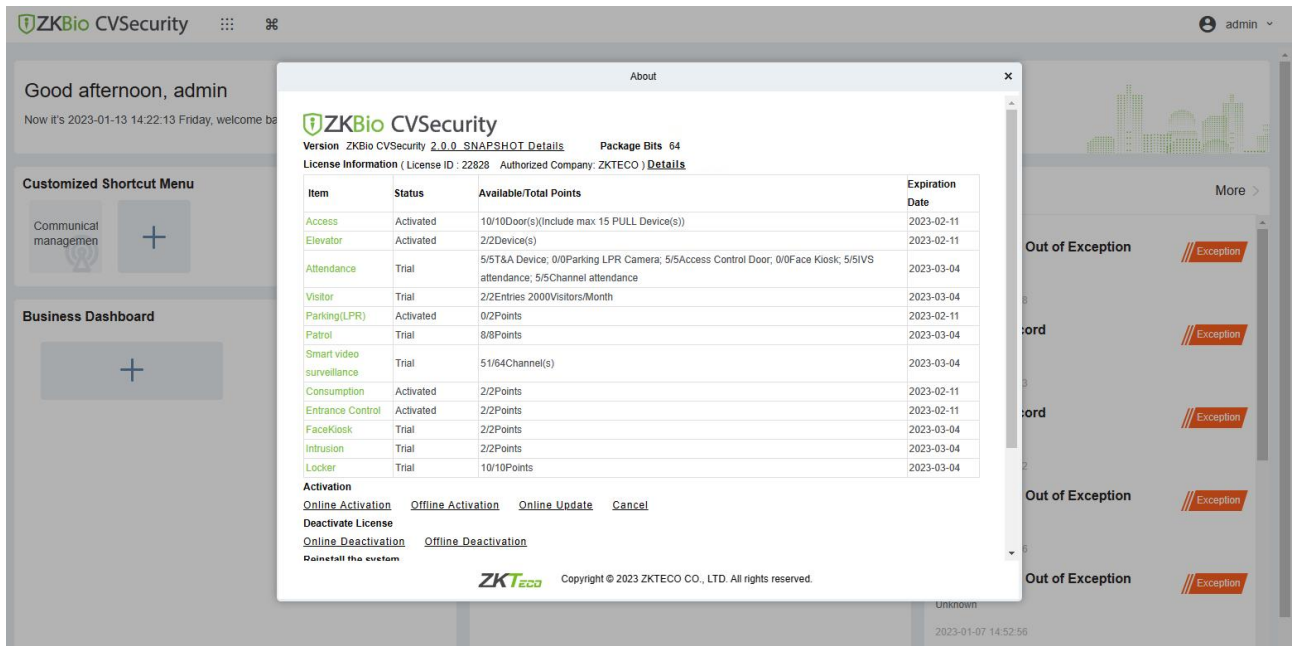 ZKBio CVSecurity
admin
Good afternoon, admin
Now it's 2023-01-13 14:22:13 Friday, welcome ba
Customized Shortcut Menu
Communicat
managemen
Business Dashboard
About
ZKBio CVSecurity
Version ZKBio CVSecurity 2.0.0_SNAPSHOT Details Package Bits 64
License Information ( License ID : 22828 Authorized Company: ZKTECO ) Details
Item Status Available/Total Points Expiration Date
Access Activated 10/10Door(s)(Include max 15 PULL Device(s)) 2023-02-11
Elevator Activated 2/2Device(s) 2023-02-11
Attendance Trial 5/5T&A Device; 0/0Parking LPR Camera; 5/5Access Control Door; 0/0Face Kiosk; 5/5IVS
attendance; 5/5Channel attendance 2023-03-04
Visitor Trial 2/2Entries 2000Visitors/Month 2023-03-04
Parking(LPR) Activated 0/2Points 2023-02-11
Patrol Trial 8/8Points 2023-03-04
Smart video
surveillance Trial 51/64Channel(s) 2023-03-04
Consumption Activated 2/2Points 2023-02-11
Entrance Control Activated 2/2Points 2023-02-11
FaceKiosk Trial 2/2Points 2023-03-04
Intrusion Trial 2/2Points 2023-03-04
Locker Trial 10/10Points 2023-03-04
Activation
Online Activation Offline Activation Online Update Cancel
Deactivate License
Online Deactivation Offline Deactivation
Reinstall the system
ZKTECO Copyright © 2023 ZKTECO CO., LTD. All rights reserved.
More
Out of Exception Exception
8
cord Exception
3
cord Exception
2
Out of Exception Exception
6
Out of Exception Exception
Unknown
2023-01-07 14:52:56